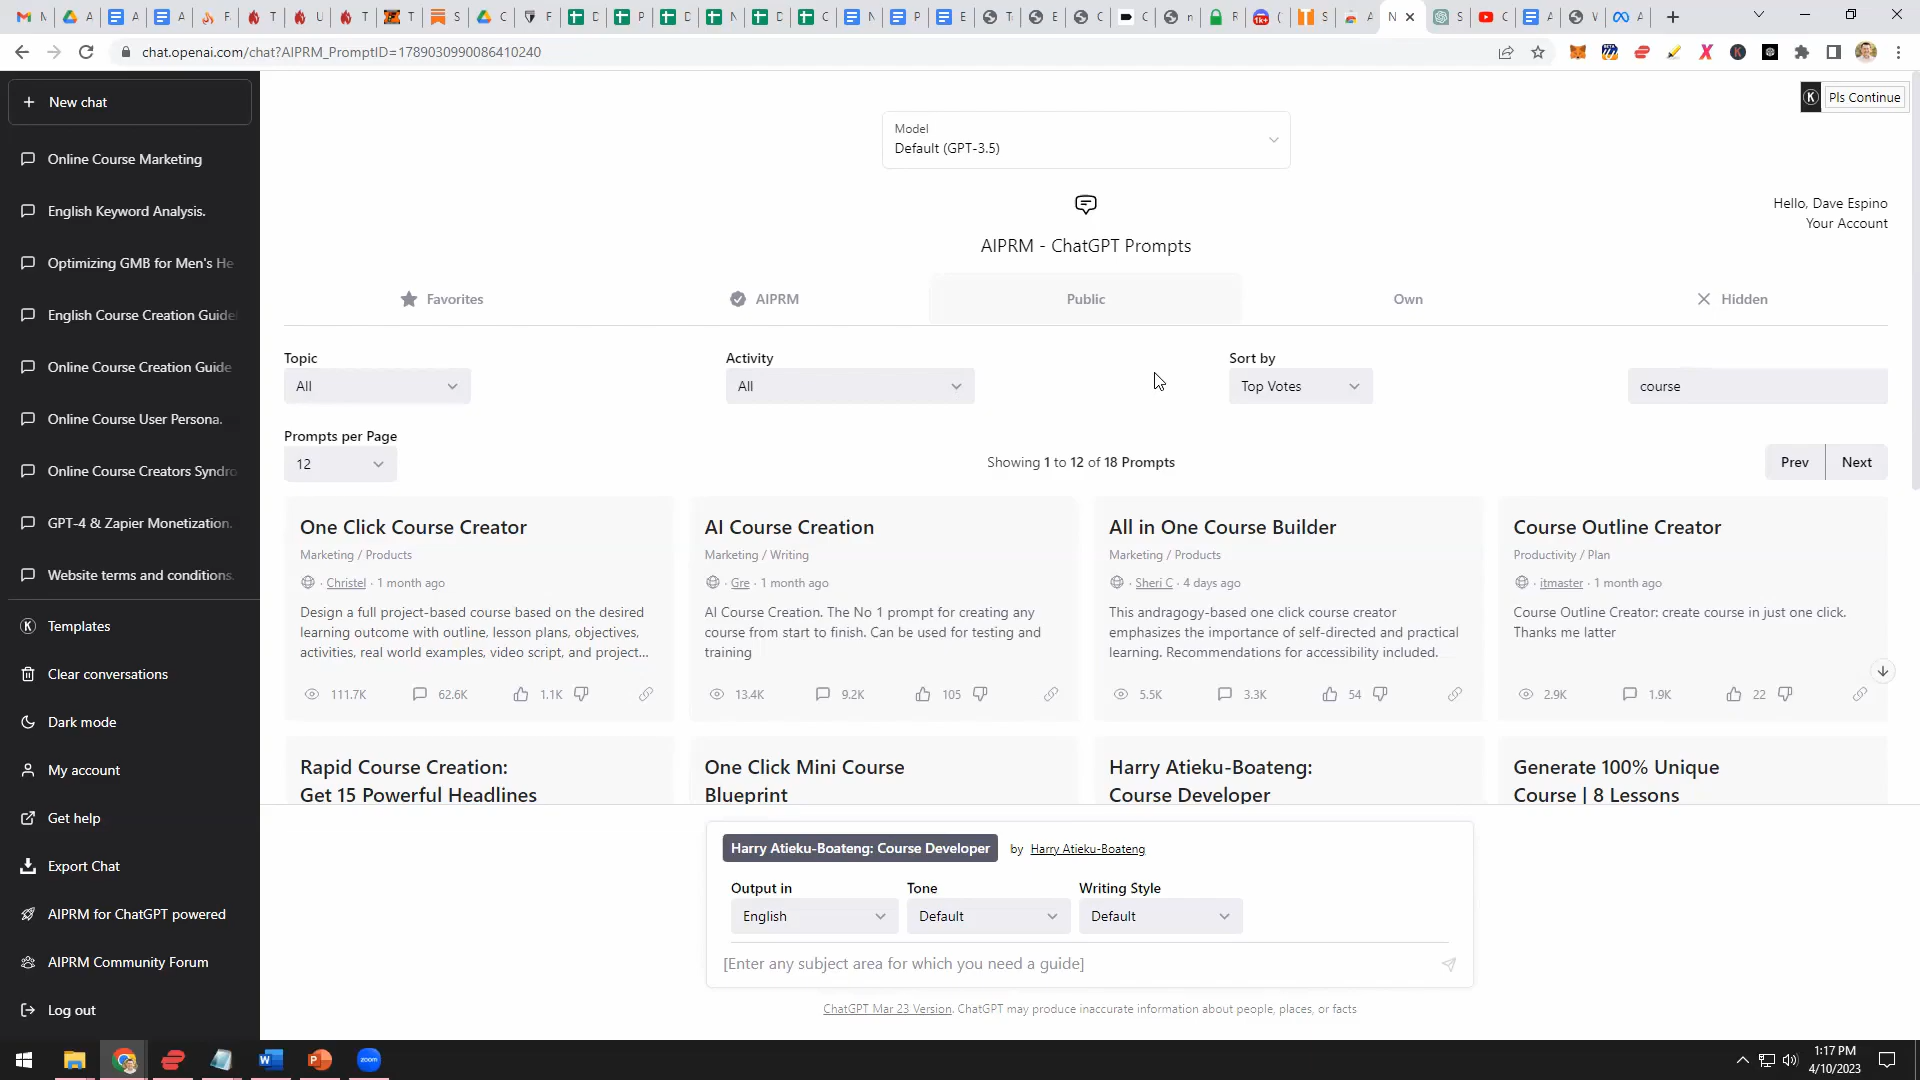 M
A
A
A
F
T
U
T
T
S
C
F
D
P
D
N
D
C
N
P
E
T
E
C
C
n
R
(
S
A
N
S
C
A
V
A
chat.openai.com/chat?AIPRM_PromptID=1789030990086410240
New chat
Online Course Marketing
English Keyword Analysis.
Optimizing GMB for Men's He
English Course Creation Guide
Online Course Creation Guide
Online Course User Persona.
Online Course Creators Syndro
GPT-4 & Zapier Monetization.
Website terms and conditions.
Templates
Clear conversations
Dark mode
My account
Get help
Export Chat
AIPRM for ChatGPT powered
AIPRM Community Forum
Log out
Pls Continue
Model
Default (GPT-3.5)
Hello, Dave Espino
Your Account
AIPRM - ChatGPT Prompts
Favorites
AIPRM
Public
Own
Hidden
Topic
All
Activity
All
Sort by
Top Votes
course
Prompts per Page
12
Showing 1 to 12 of 18 Prompts
Prev
Next
One Click Course Creator
Marketing / Products
· Christel · 1 month ago
Design a full project-based course based on the desired
learning outcome with outline, lesson plans, objectives,
activities, real world examples, video script, and project...
111.7K 62.6K 1.1K
AI Course Creation
Marketing / Writing
· Gre · 1 month ago
AI Course Creation. The No 1 prompt for creating any
course from start to finish. Can be used for testing and
training
13.4K 9.2K 105
All in One Course Builder
Marketing / Products
· Sheri C · 4 days ago
This andragogy-based one click course creator
emphasizes the importance of self-directed and practical
learning. Recommendations for accessibility included.
5.5K 3.3K 54
Course Outline Creator
Productivity / Plan
· itmaster · 1 month ago
Course Outline Creator: create course in just one click.
Thanks me latter
2.9K 1.9K 22
Rapid Course Creation:
Get 15 Powerful Headlines
One Click Mini Course
Blueprint
Harry Atieku-Boateng:
Course Developer
Generate 100% Unique
Course | 8 Lessons
Harry Atieku-Boateng: Course Developer by Harry Atieku-Boateng
Output in
English
Tone
Default
Writing Style
Default
[Enter any subject area for which you need a guide]
ChatGPT Mar 23 Version. ChatGPT may produce inaccurate information about people, places, or facts
zoom
1:17 PM
4/10/2023